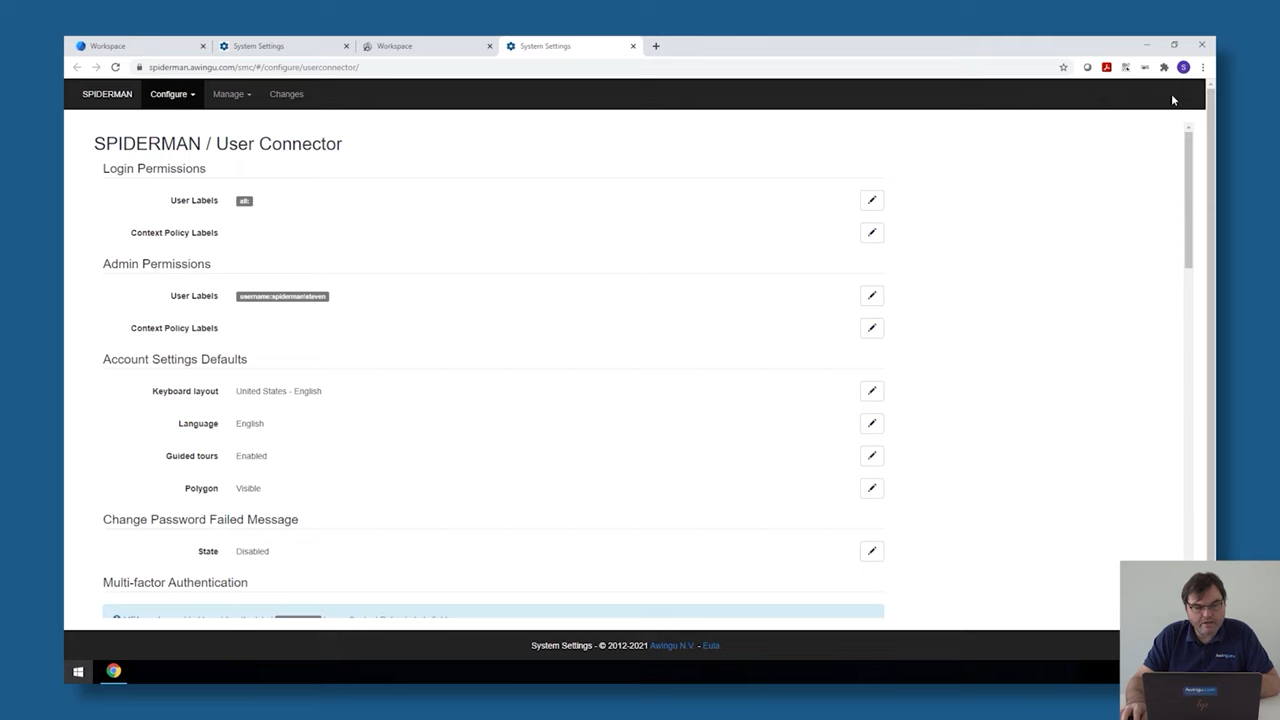 Workspace
System Settings
Workspace
System Settings
spiderman.awingu.com/smc/#/configure/userconnector/
S
SPIDERMAN
Configure
Manage
Changes
SPIDERMAN / User Connector
Login Permissions
User Labels
all:
Context Policy Labels
Admin Permissions
User Labels
username:spiderman\steven
Context Policy Labels
Account Settings Defaults
Keyboard layout
United States - English
Language
English
Guided tours
Enabled
Polygon
Visible
Change Password Failed Message
State
Disabled
Multi-factor Authentication
System Settings - © 2012-2021 Awingu N.V. - Eula
Awingu.com